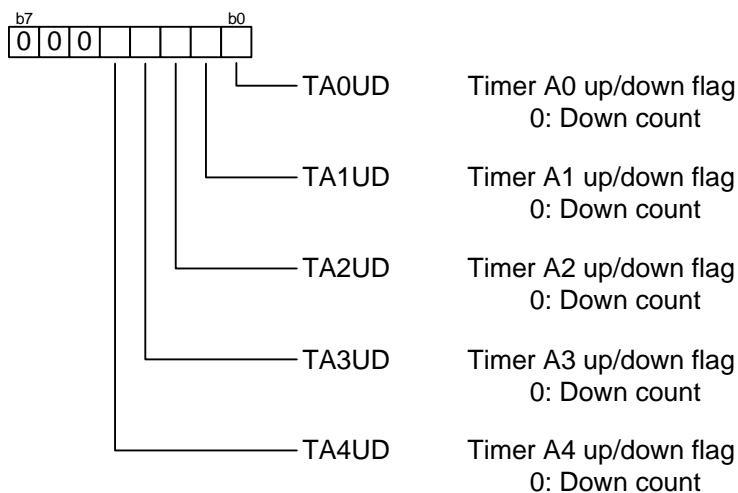 b7 b0
0 0 0
TA0UD Timer A0 up/down flag
0: Down count
TA1UD Timer A1 up/down flag
0: Down count
TA2UD Timer A2 up/down flag
0: Down count
TA3UD Timer A3 up/down flag
0: Down count
TA4UD Timer A4 up/down flag
0: Down count